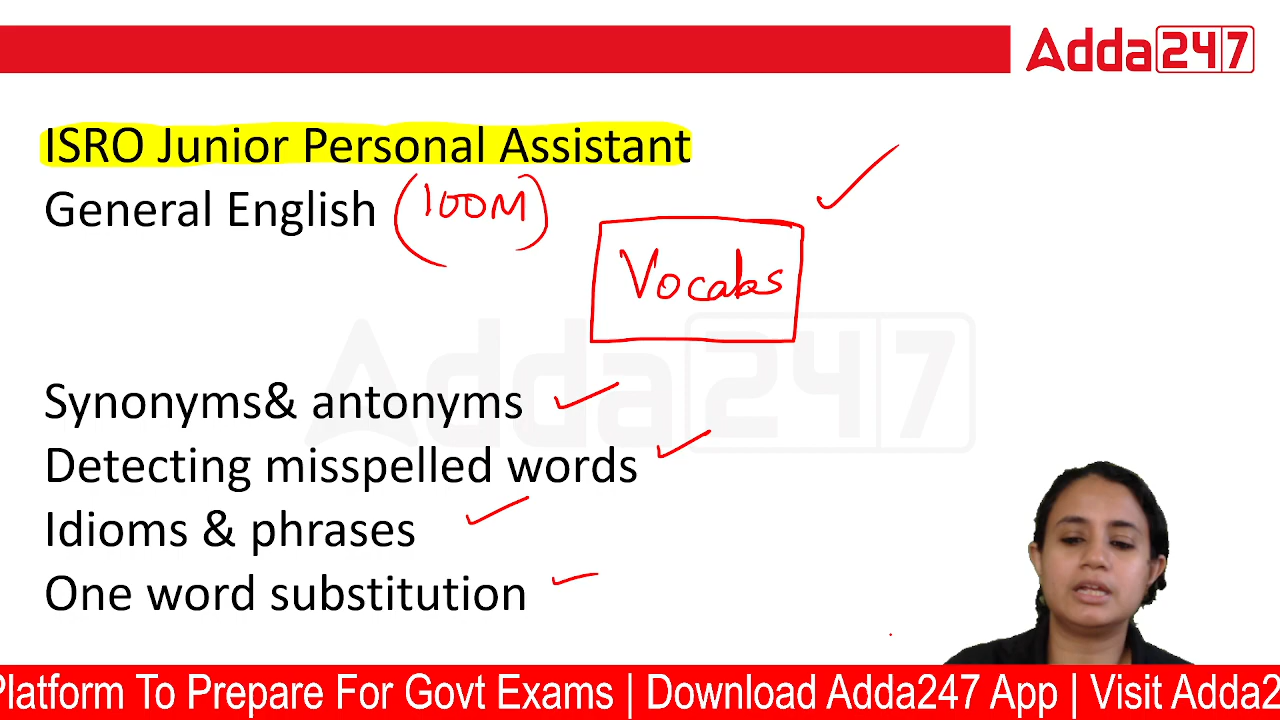 Adda247
ISRO Junior Personal Assistant
General English (100M)
Vocabs
Adda247
Synonyms& antonyms
Detecting misspelled words
Idioms & phrases
One word substitution
Platform To Prepare For Govt Exams | Download Adda247 App | Visit Adda2